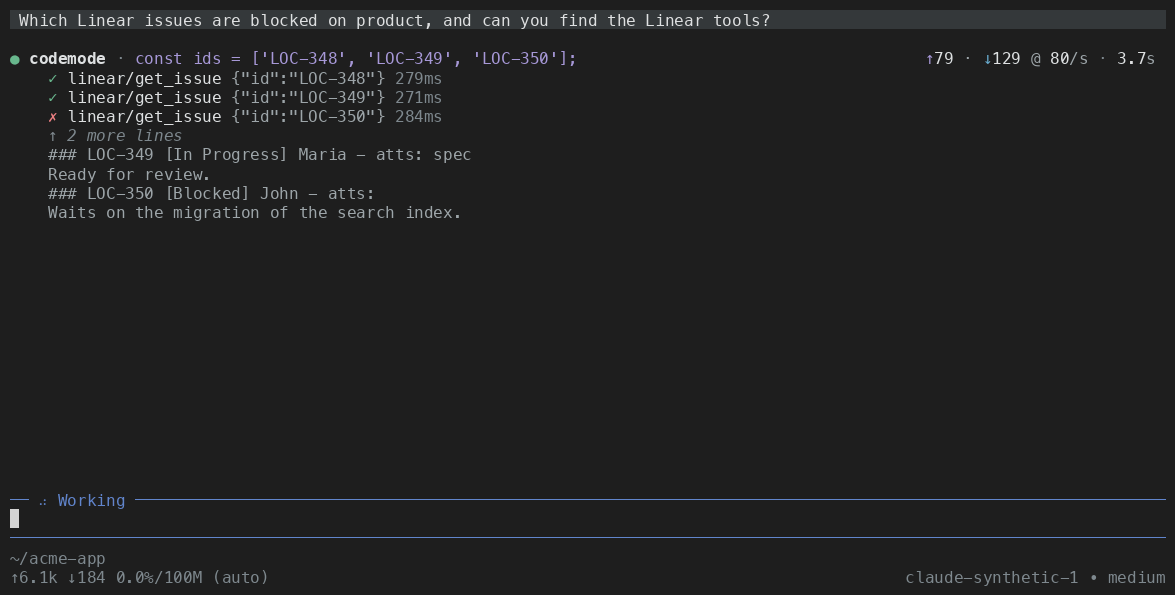 Which Linear issues are blocked on product, and can you find the Linear tools?
● codemode · const ids = ['LOC-348', 'LOC-349', 'LOC-350']; ↑79 · ↓129 @ 80/s · 3.7s
✓ linear/get_issue {"id":"LOC-348"} 279ms
✓ linear/get_issue {"id":"LOC-349"} 271ms
✗ linear/get_issue {"id":"LOC-350"} 284ms
↑ 2 more lines
### LOC-349 [In Progress] Maria - atts: spec
Ready for review.
### LOC-350 [Blocked] John - atts:
Waits on the migration of the search index.
Working
~/acme-app
↑6.1k ↓184 0.0%/100M (auto) claude-synthetic-1 • medium